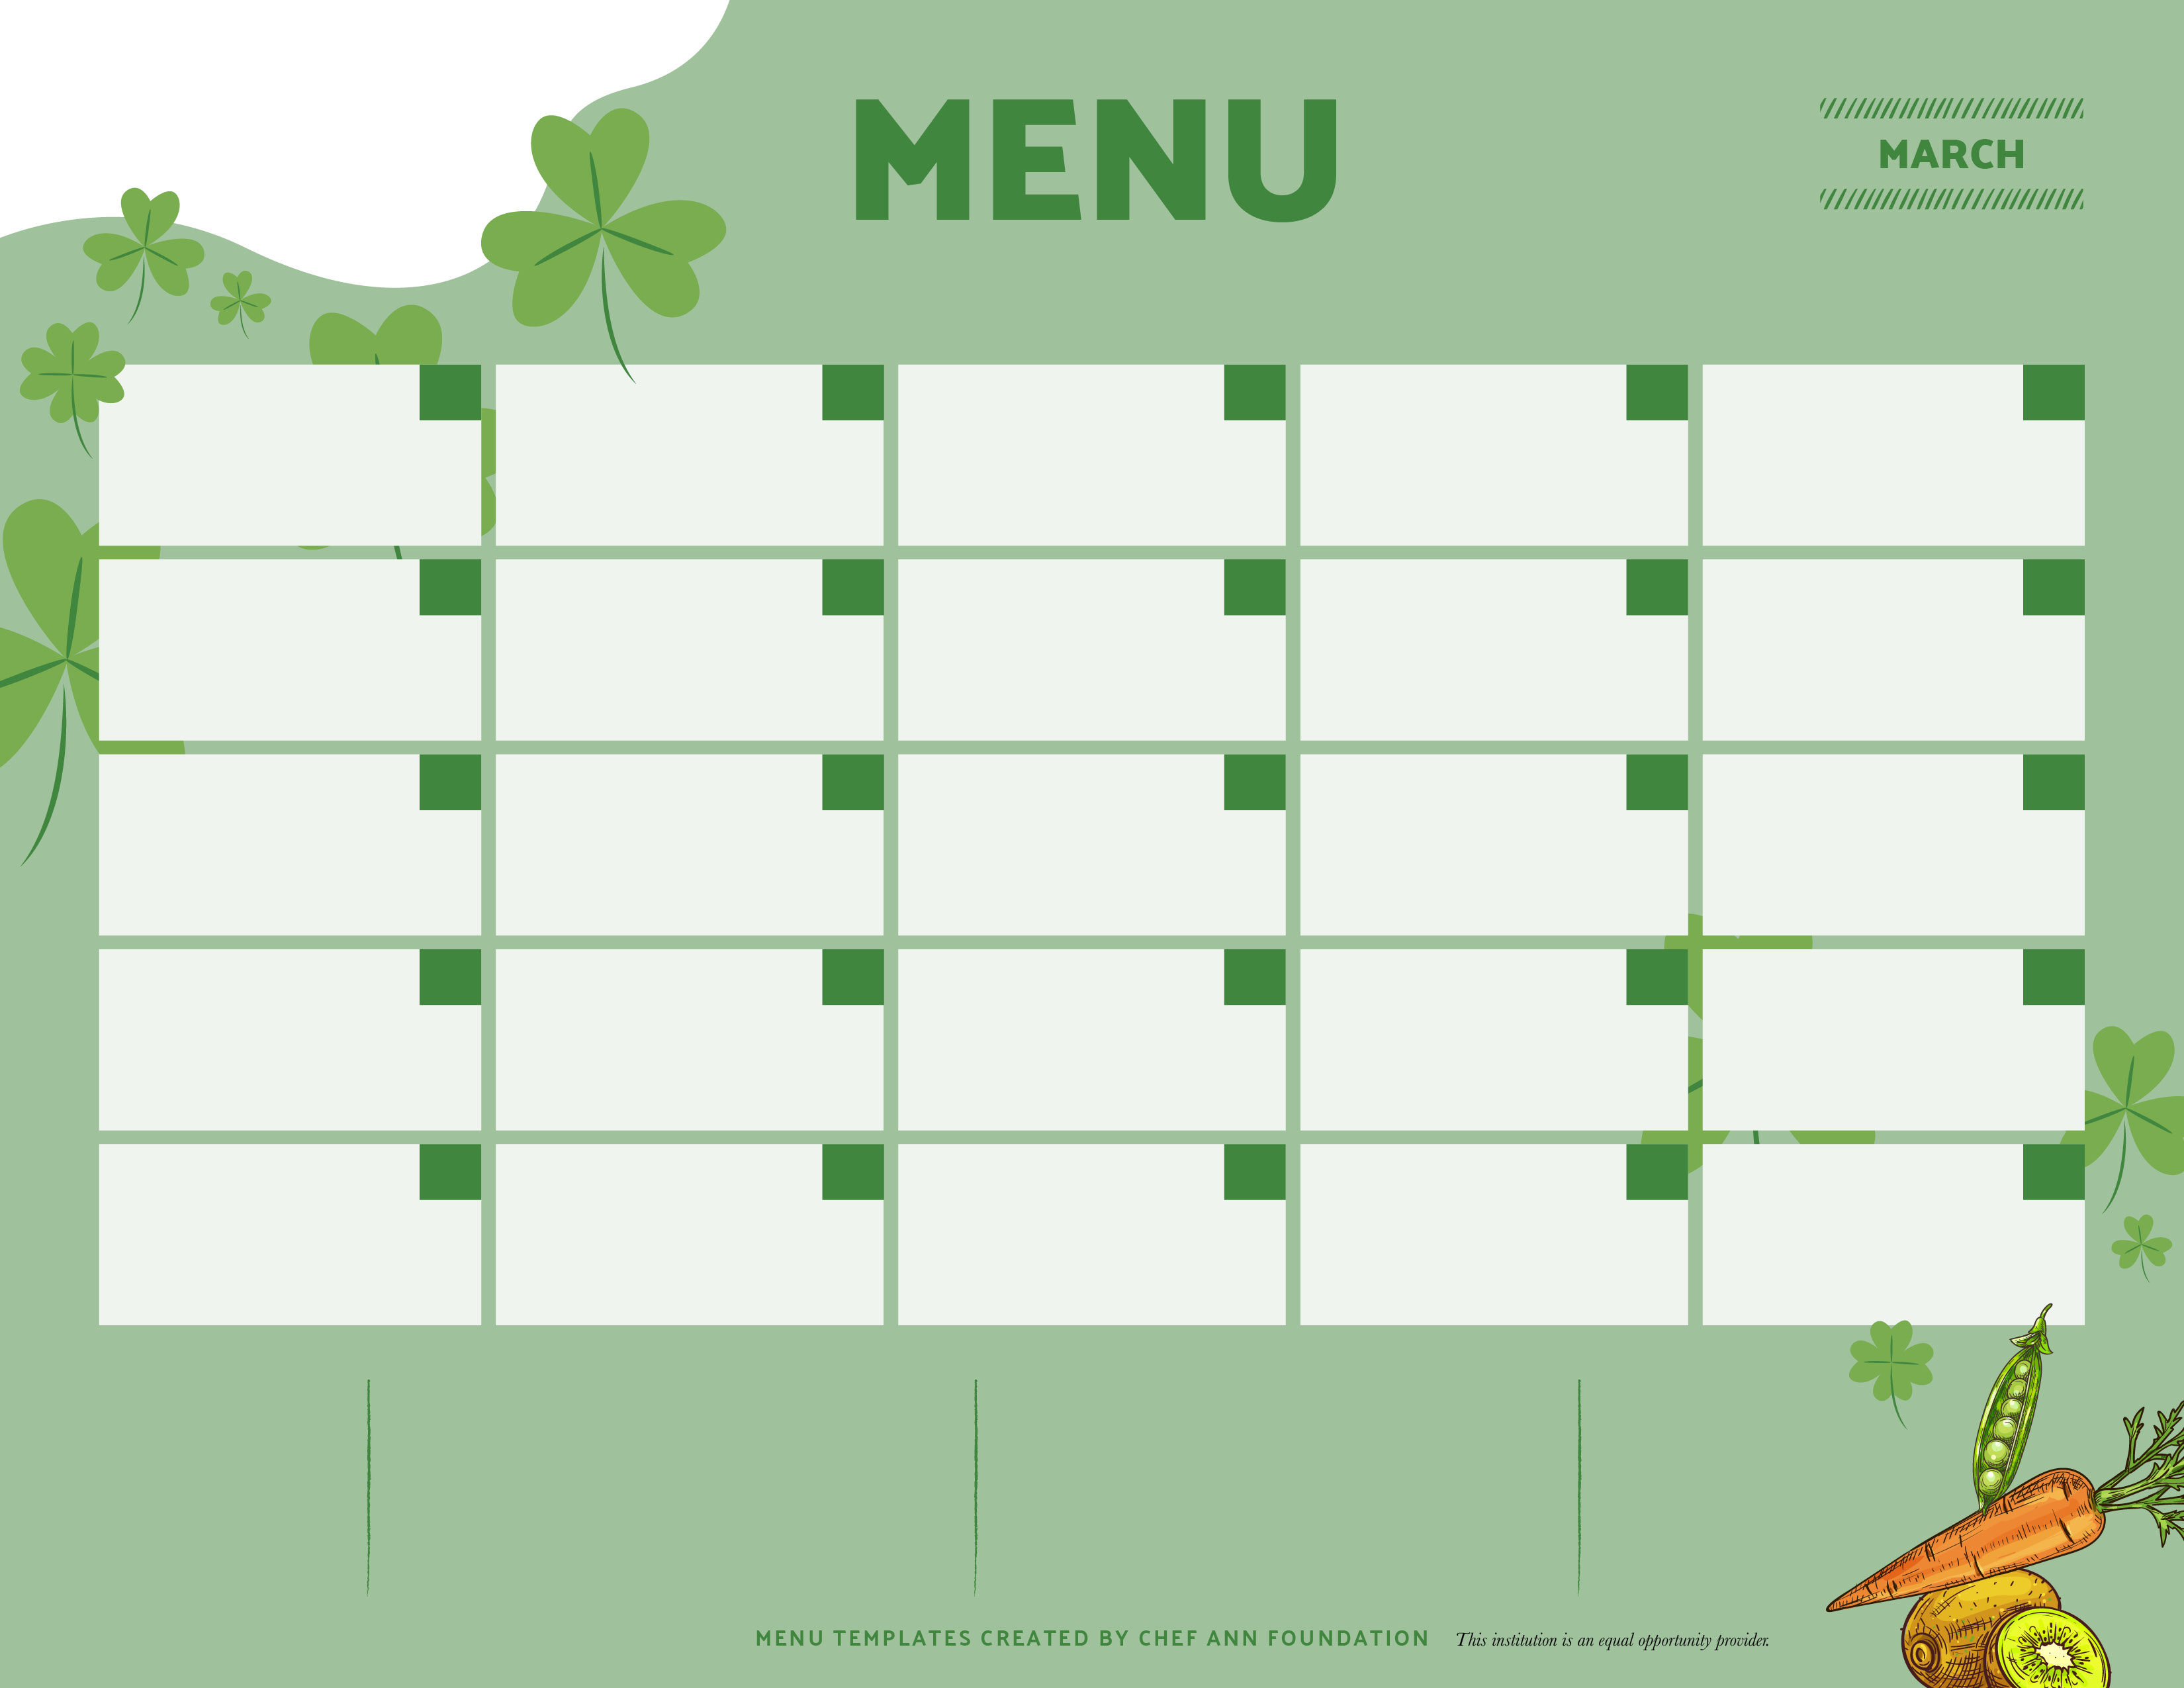 MENU
MARCH
MENU TEMPLATES CREATED BY CHEF ANN FOUNDATION This institution is an equal opportunity provider.